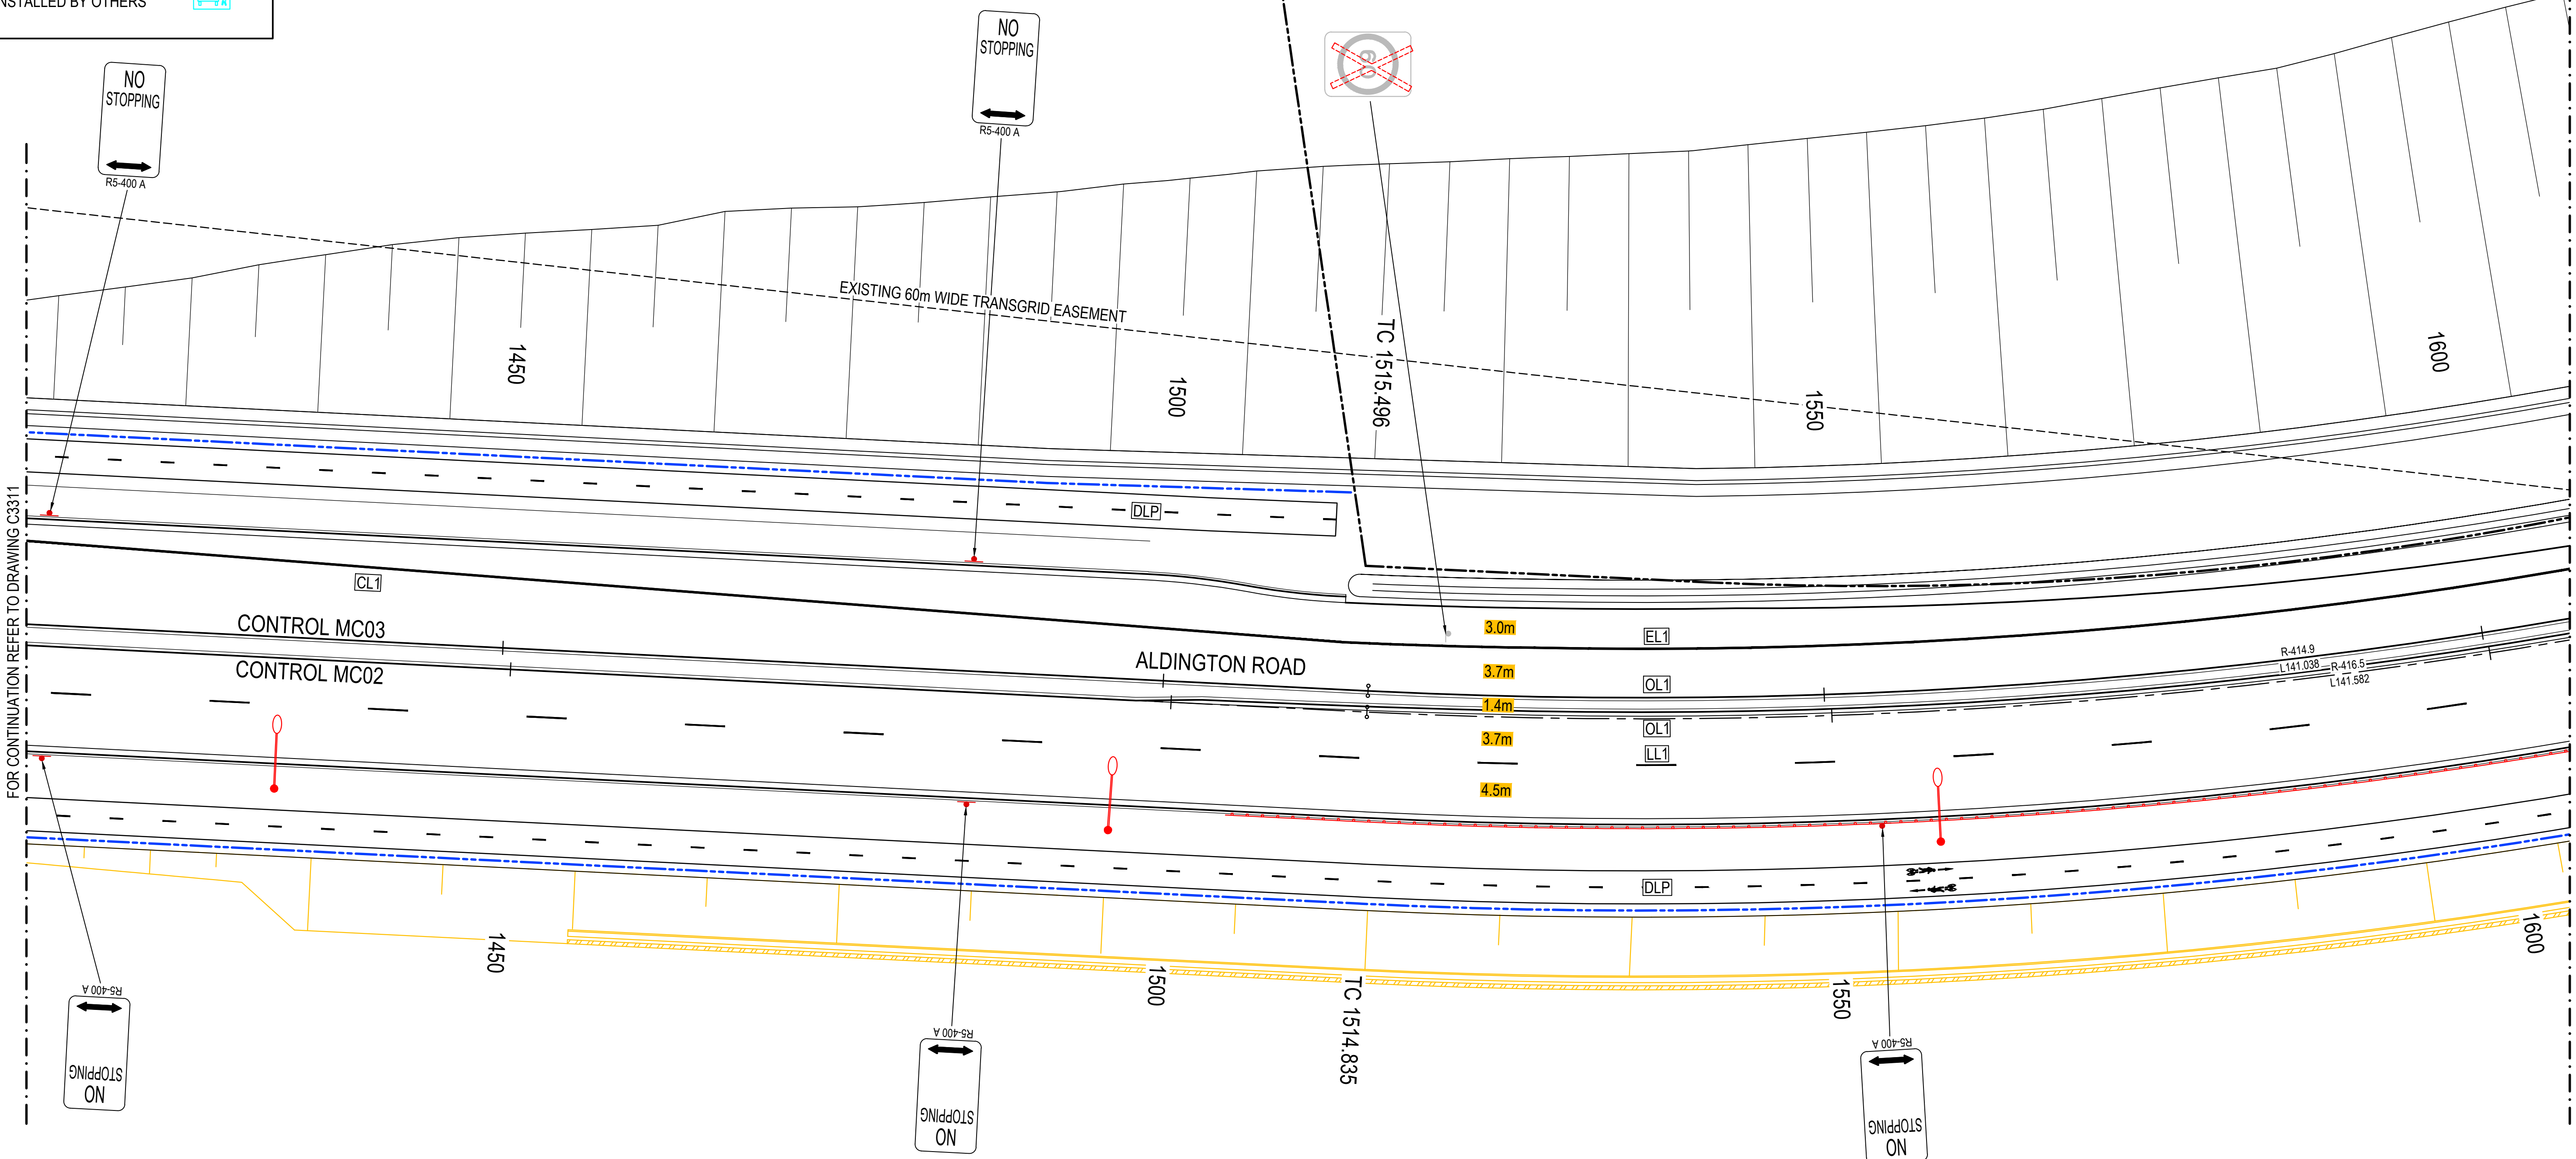 INSTALLED BY OTHERS
NO
STOPPING
R5-400 A
NO
STOPPING
R5-400 A
60
EXISTING 60m WIDE TRANSGRID EASEMENT
1450
1500
TC 1515.496
1550
1600
FOR CONTINUATION REFER TO DRAWING C3311
DLP
CL1
CONTROL MC03
CONTROL MC02
ALDINGTON ROAD
3.0m
EL1
3.7m
OL1
1.4m
OL1
3.7m
LL1
4.5m
R-414.9
L141.038
R-416.5
L141.582
DLP
1450
1500
TC 1514.835
1550
1600
R5-400 A
NO
STOPPING
R5-400 A
NO
STOPPING
R5-400 A
NO
STOPPING